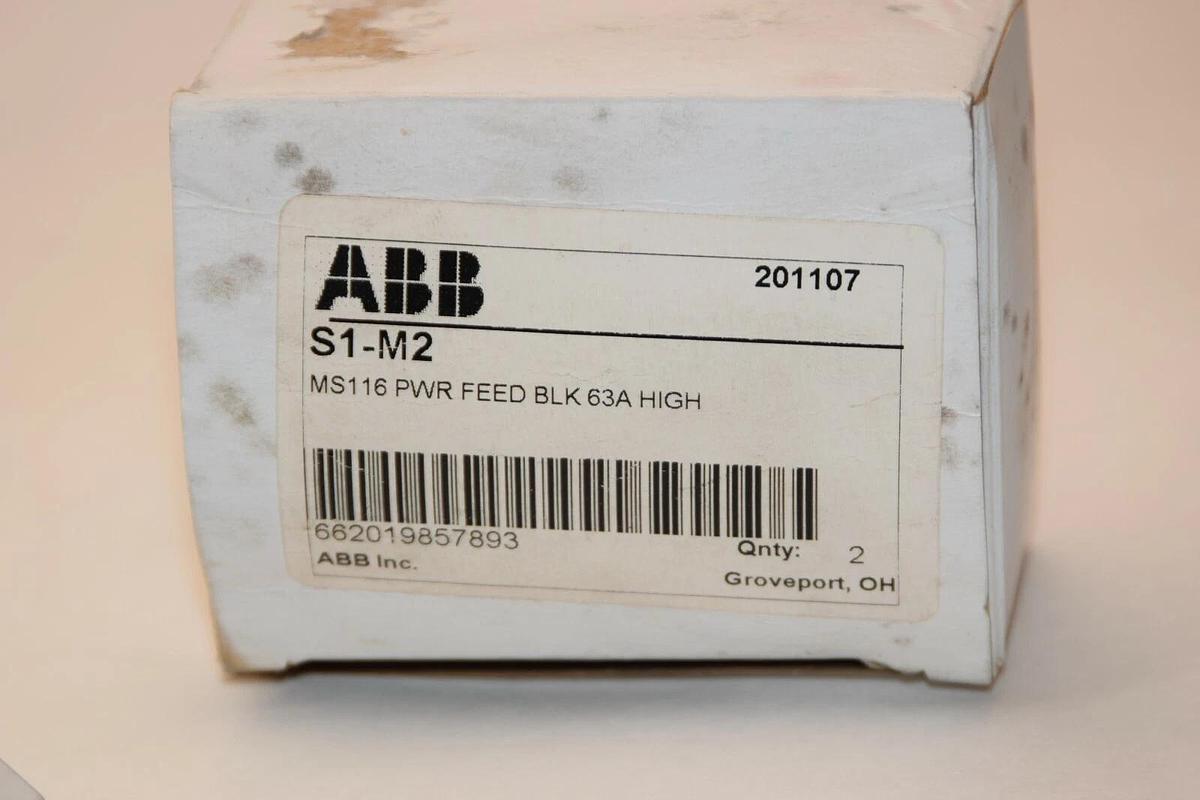 ABB 201107
S1-M2
MS116 PWR FEED BLK 63A HIGH
662019857893 Qnty: 2
ABB Inc. Groveport, OH